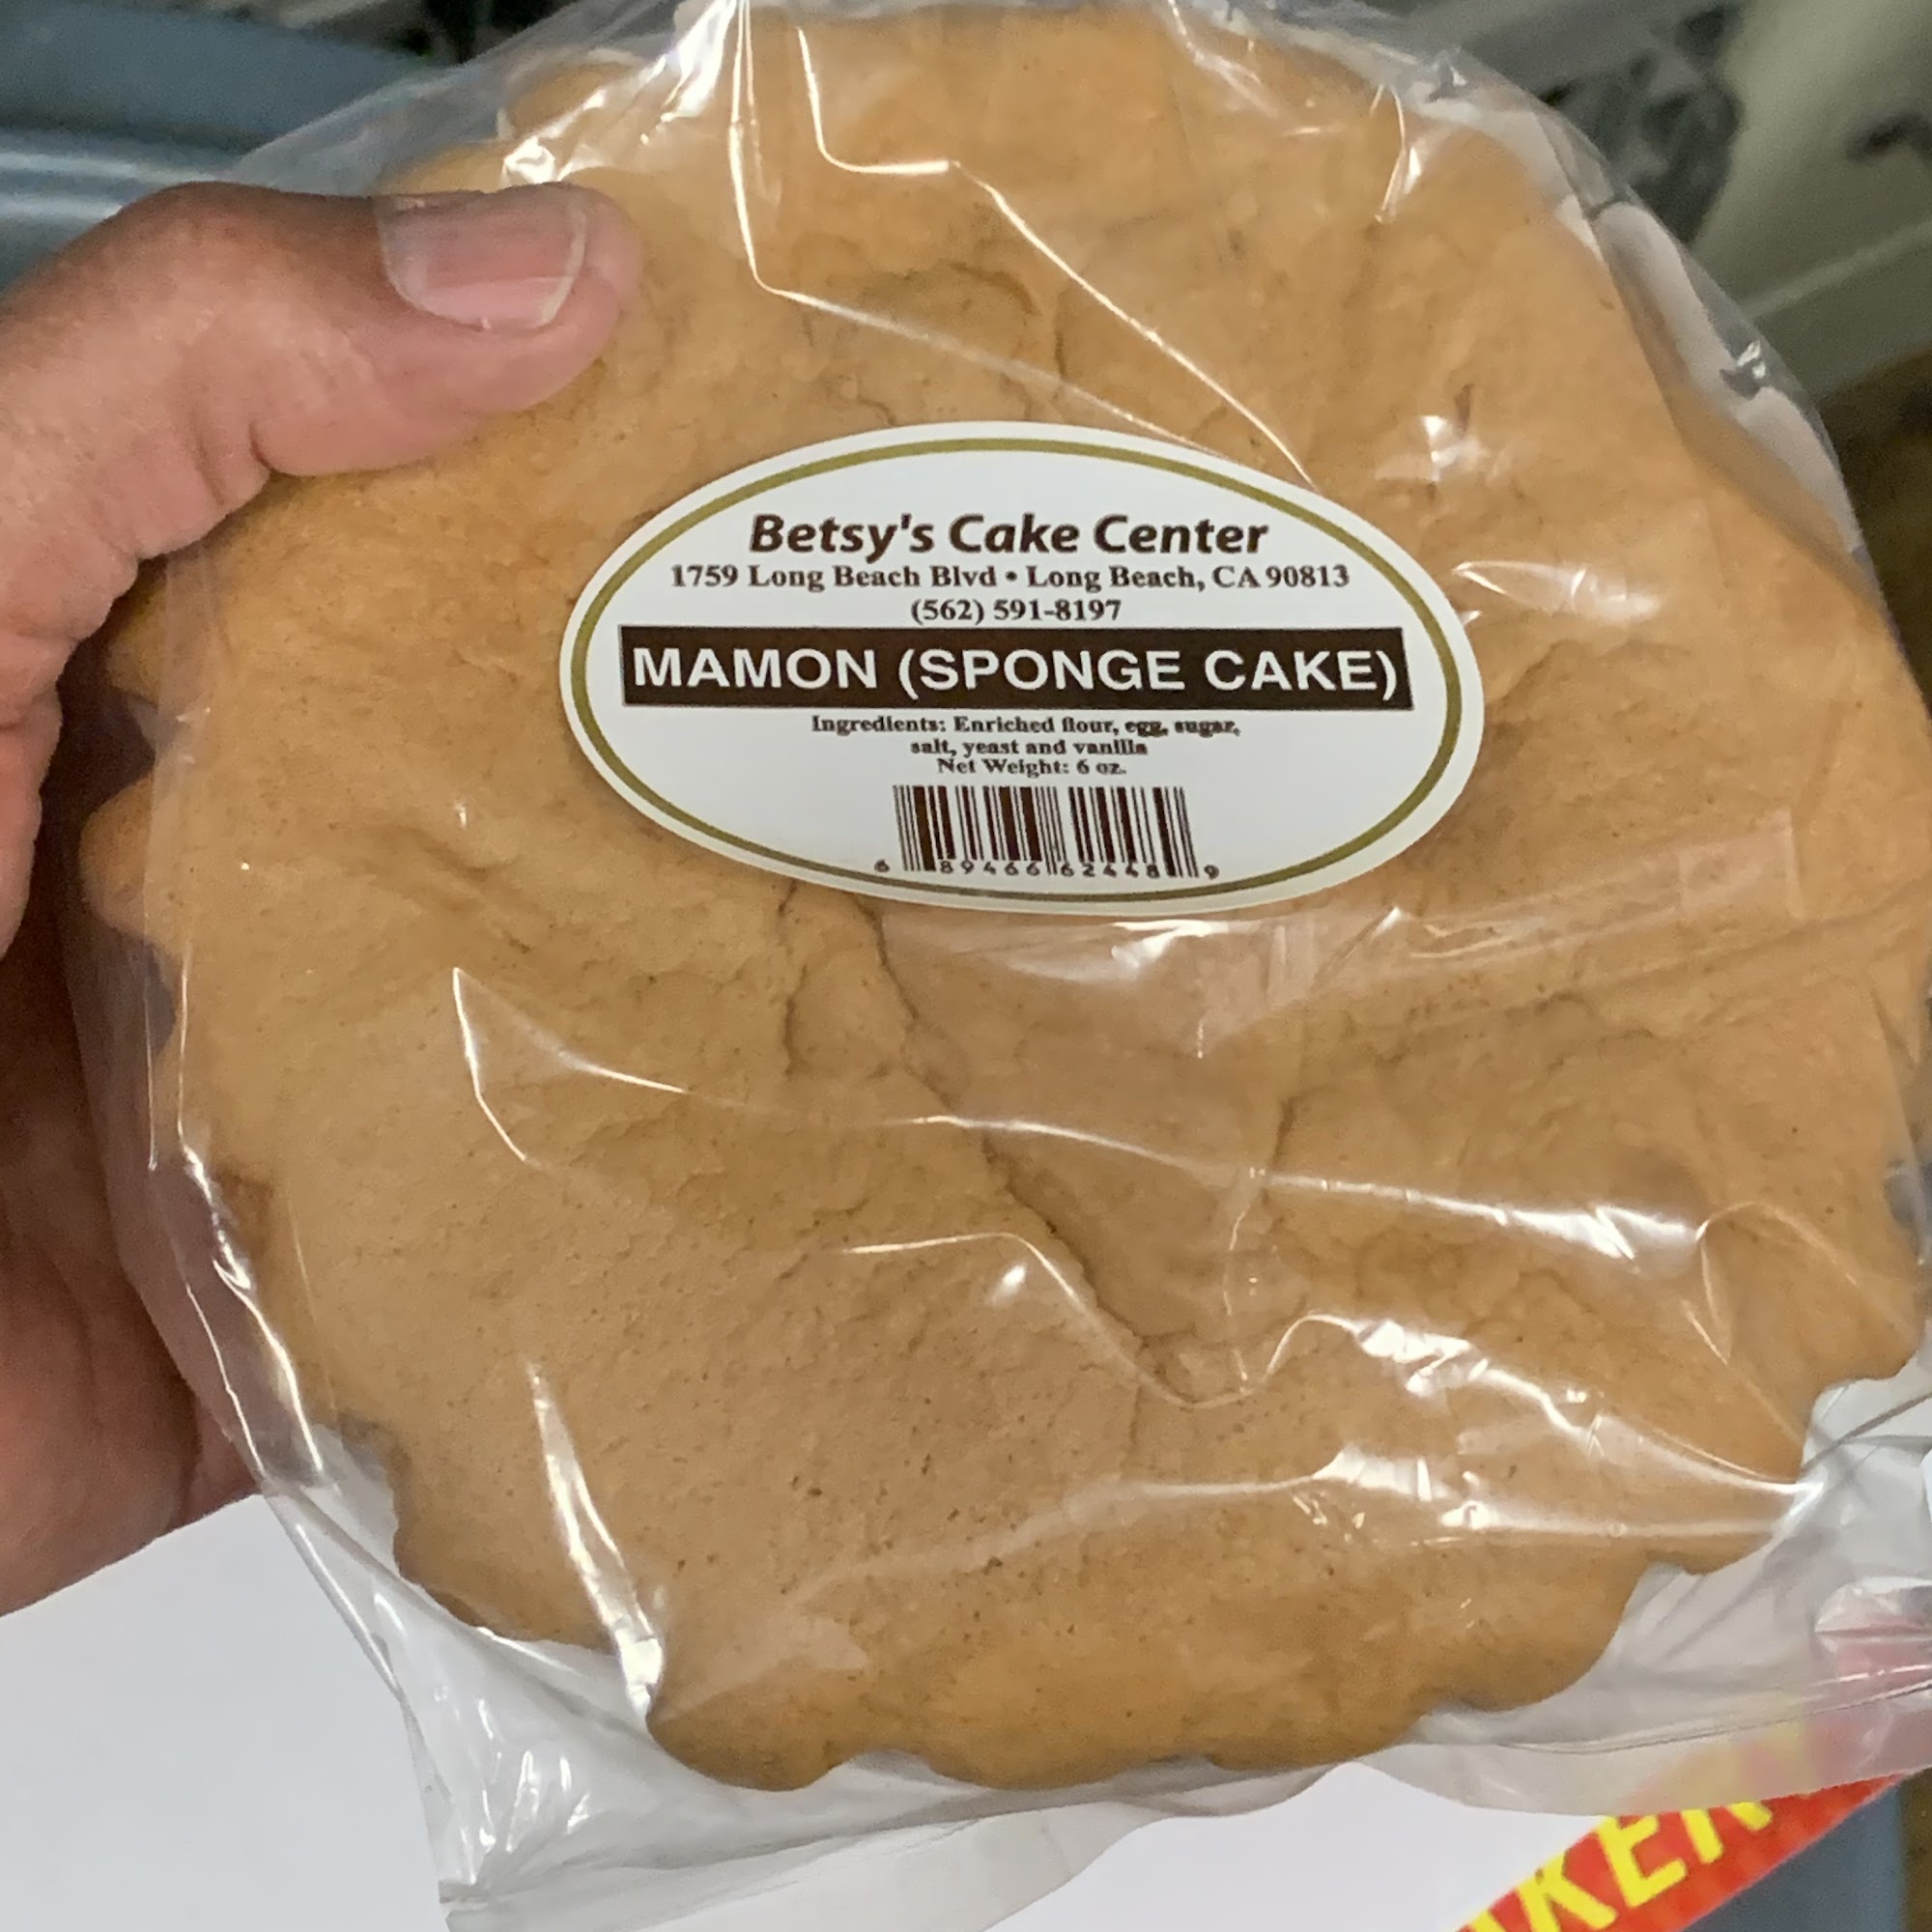 Betsy's Cake Center
1759 Long Beach Blvd • Long Beach, CA 90813
(562) 591-8197
MAMON (SPONGE CAKE)
Ingredients: Enriched flour, egg, sugar,
salt, yeast and vanilla
Net Weight: 6 oz.
6 89466 62448 9